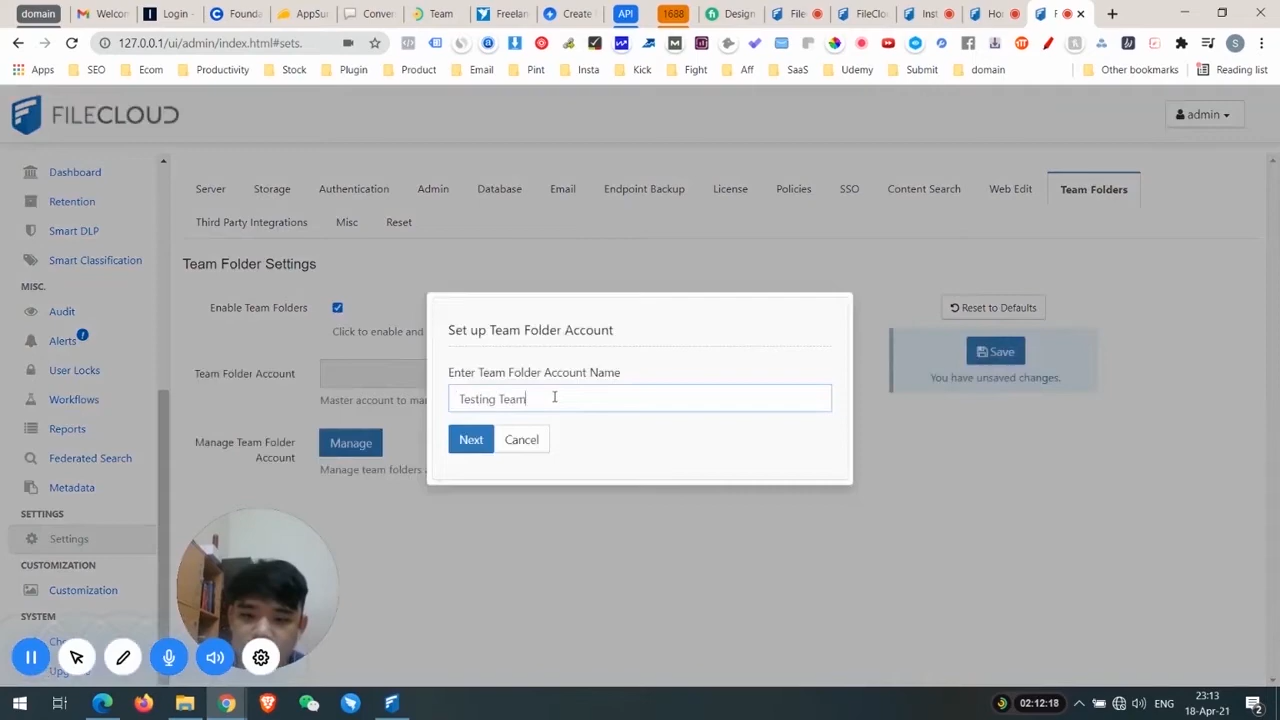 domain Welcon Login - Founda AppSu Conver Team Freelan Create API 1688 Design File FileClo Inst Ho F
127.0.0.1/ui/admin/index.html#sets. S
Apps SEO Ecom Productivity Stock Plugin Product Email Pint Insta Kick Fight Aff SaaS Udemy Submit domain Other bookmarks Reading list
FILECLOUD
admin
Dashboard
Retention
Smart DLP
Smart Classification
MISC.
Audit
Alerts
User Locks
Workflows
Reports
Federated Search
Metadata
SETTINGS
Settings
CUSTOMIZATION
Customization
SYSTEM
Server Storage Authentication Admin Database Email Endpoint Backup License Policies SSO Content Search Web Edit Team Folders
Third Party Integrations Misc Reset
Team Folder Settings
Enable Team Folders
Click to enable and
Team Folder Account
Master account to mar
Manage Team Folder
Account
Manage
Manage team folders a
Reset to Defaults
Save
You have unsaved changes.
Set up Team Folder Account
Enter Team Folder Account Name
Testing Team
Next Cancel
02:12:18
ENG
23:13
18-Apr-21
2